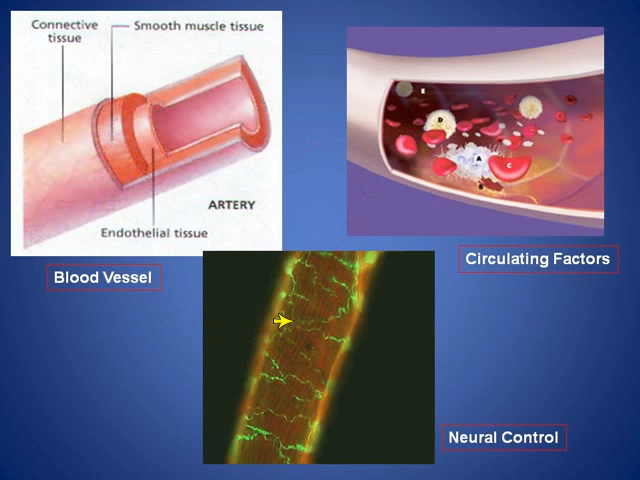 Connective
tissue
Smooth muscle tissue
ARTERY
Endothelial tissue
Blood Vessel
E
D
A
C
B
Circulating Factors
Neural Control